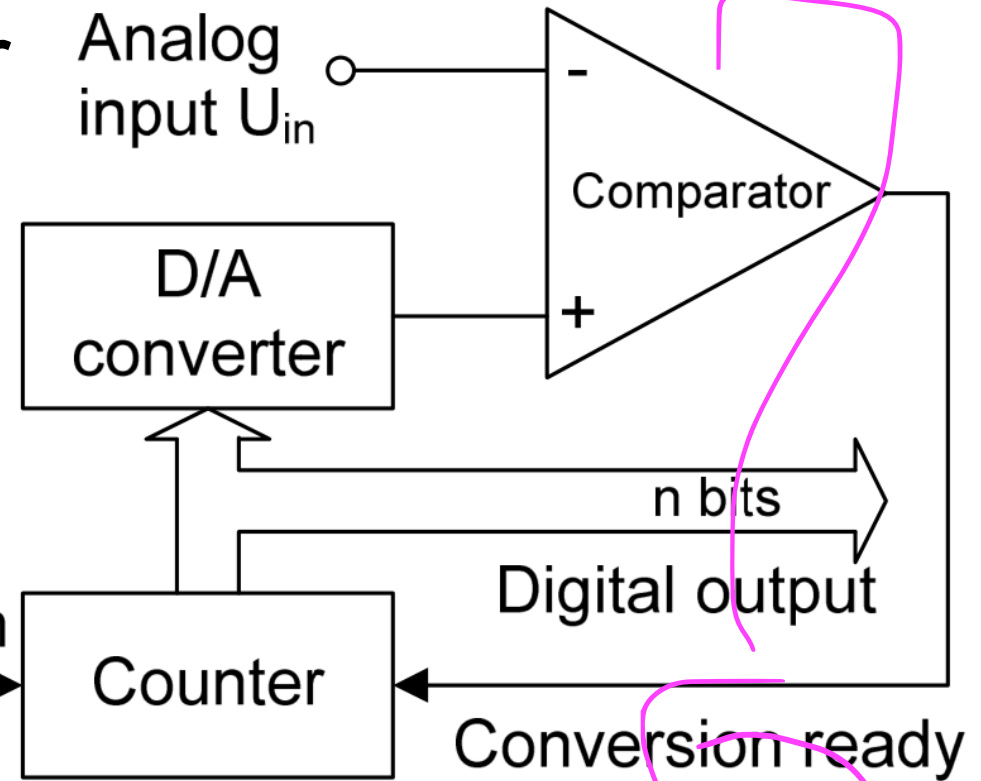 Analog
input Uin
-
Comparator
D/A
converter
+
n bits
Digital output
Counter
Conversion ready